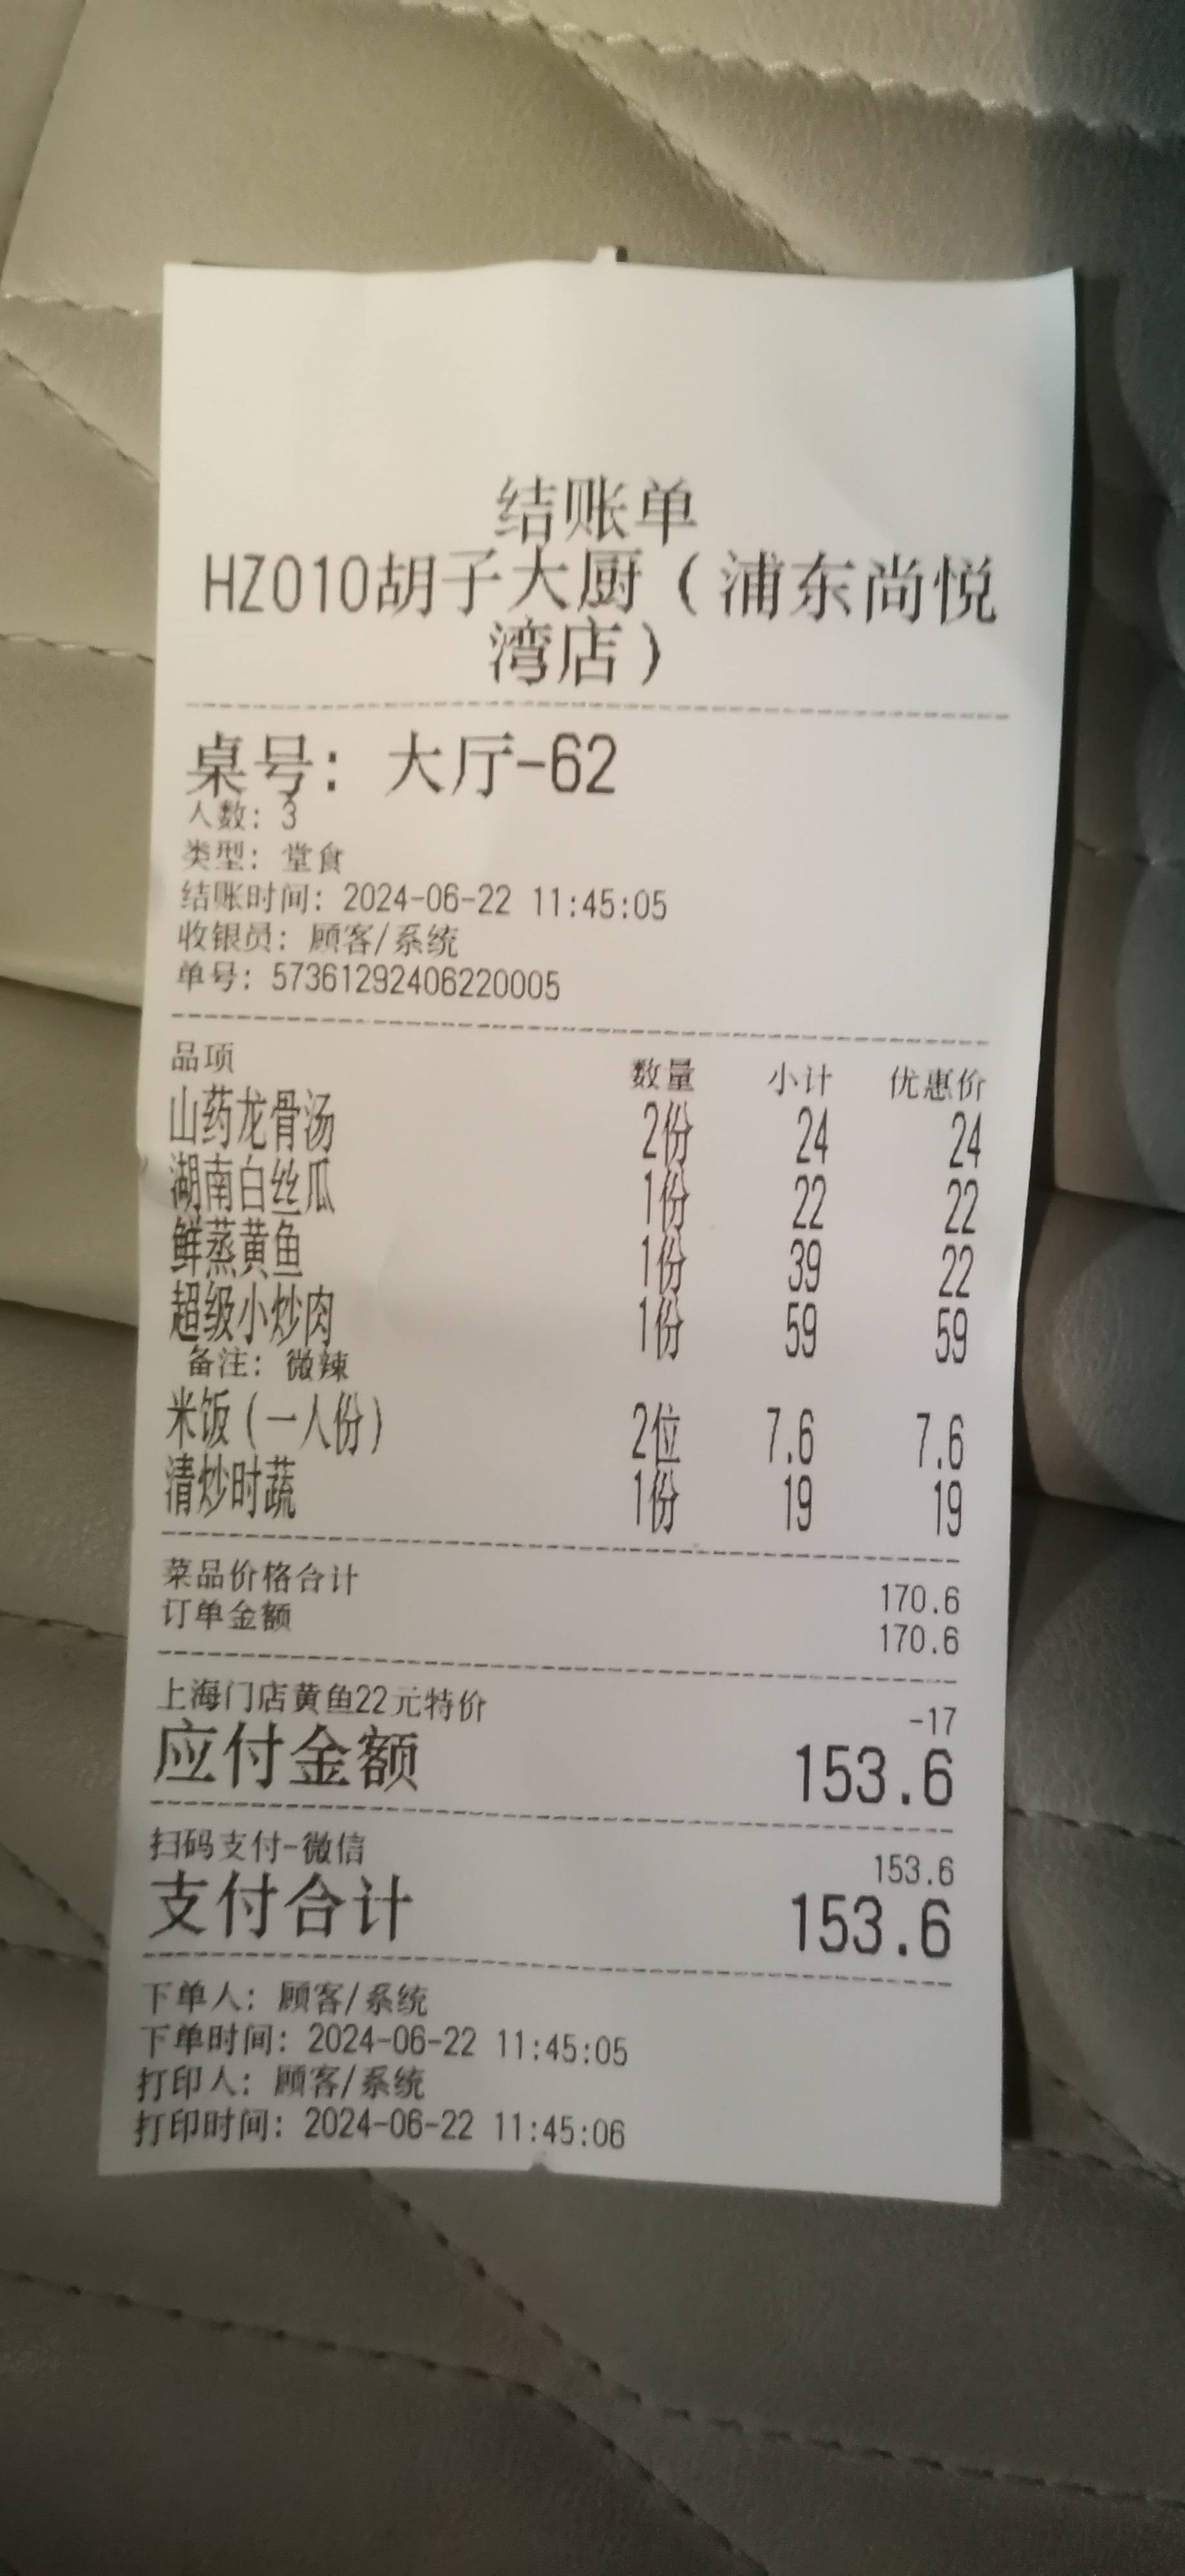 结账单
HZ010胡子大厨（浦东尚悦
湾店）
桌号：大厅-62
人数：3
类型：堂食
结账时间：2024-06-22 11:45:05
收银员：顾客/系统
单号：57361292406220005
品项 数量 小计 优惠价
山药龙骨汤 2份 24 24
湖南白丝瓜 1份 22 22
鲜蒸黄鱼 1份 39 22
超级小炒肉 1份 59 59
备注：微辣
米饭（一人份） 2位 7.6 7.6
清炒时蔬 1份 19 19
菜品价格合计 170.6
订单金额 170.6
上海门店黄鱼22元特价 -17
应付金额 153.6
扫码支付-微信 153.6
支付合计 153.6
下单人：顾客/系统
下单时间：2024-06-22 11:45:05
打印人：顾客/系统
打印时间：2024-06-22 11:45:06